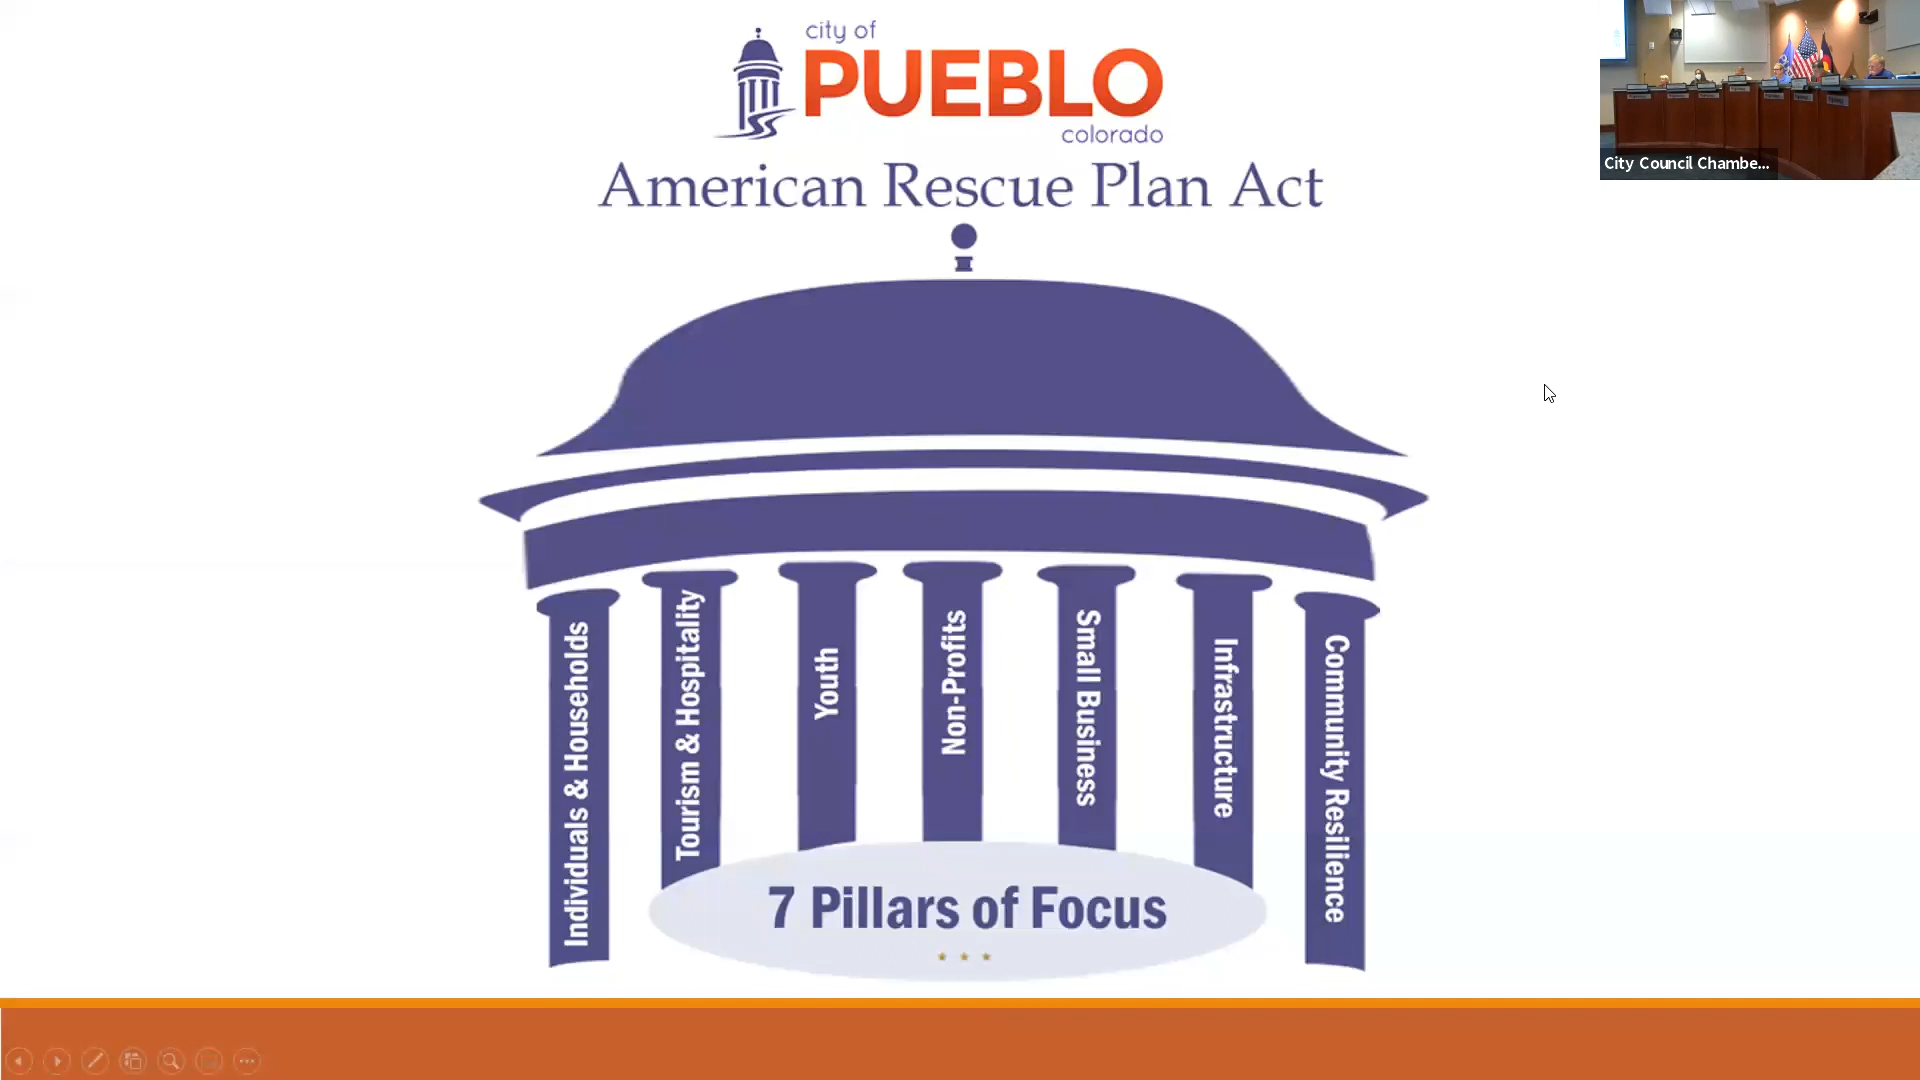 city of
PUEBLO
colorado
American Rescue Plan Act
City Council Chambe...
Individuals & Households
Tourism & Hospitality
Youth
Non-Profits
Small Business
Infrastructure
Community Resilience
7 Pillars of Focus